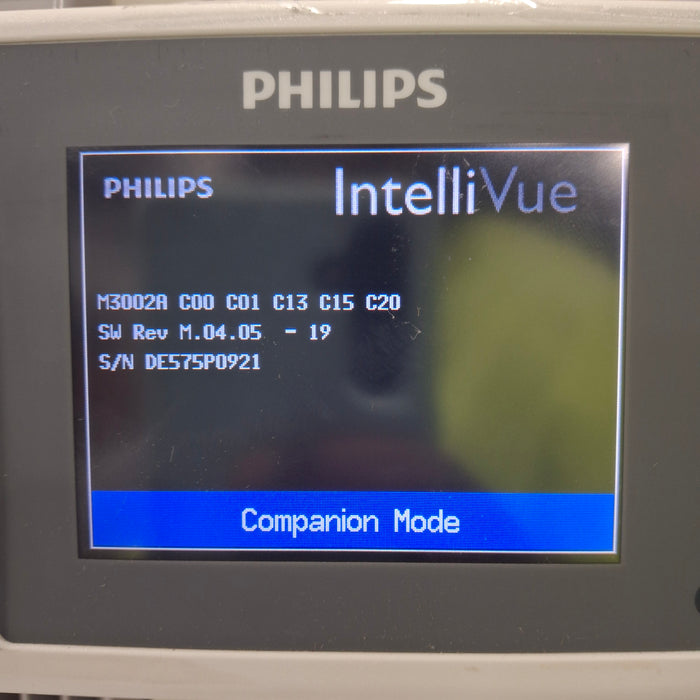 PHILIPS
PHILIPS IntelliVue
M3002A C00 C01 C13 C15 C20
SW Rev M.04.05 - 19
S/N DE575P0921
Companion Mode